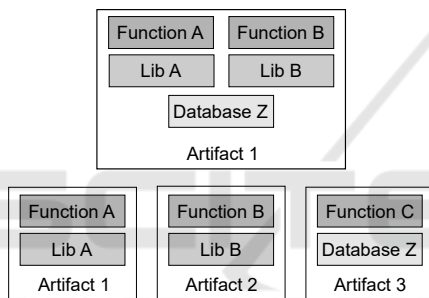 Function A Function B
Lib A Lib B
Database Z
Artifact 1
Function A Function B Function C
Lib A Lib B Database Z
Artifact 1 Artifact 2 Artifact 3